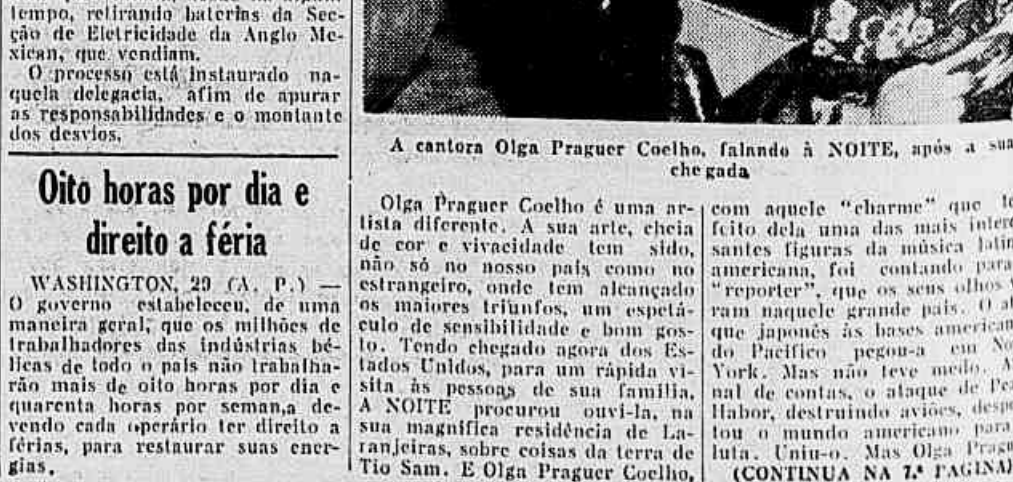 tempo, retirando baterias da Sec-
ção de Eletricidade da Anglo Me-
xican, que vendiam.
O processo está instaurado na-
quela delegacia, afim de apurar
as responsabilidades e o montante
dos desvios.
Oito horas por dia e
direito a féria
WASHINGTON, 29 (A. P.) —
O governo estabeleceu, de uma
maneira geral, que os milhões de
trabalhadores das indústrias bé-
licas de todo o país não trabalha-
rão mais de oito horas por dia e
quarenta horas por seman,a de-
vendo cada operário ter direito a
férias, para restaurar suas ener-
gias.
A cantora Olga Praguer Coelho, falando à NOITE, após a sua
chegada
Olga Praguer Coelho é uma ar-
tista diferente. A sua arte, cheia
de cor e vivacidade tem sido,
não só no nosso país como no
estrangeiro, onde tem alcançado
os maiores triunfos, um espetá-
culo de sensibilidade e bom gos-
to. Tendo chegado agora dos Es-
tados Unidos, para um rápida vi-
sita às pessoas de sua família,
A NOITE procurou ouvi-la, na
sua magnífica residência de La-
ranjeiras, sobre coisas da terra de
Tio Sam. E Olga Praguer Coelho,
com aquele "charme" que
feito dela uma das mais
santes figuras da música
americana, foi contando para
"reporter", que os seus olhos
ram naquele grande país. O
que japonês às bases
do Pacífico pegou-a em
York. Mas não teve medo.
nal de contas, o ataque de
Habor, destruindo aviões,
tou o mundo americano para
luta. Uniu-o. Mas Olga
(CONTINUA NA 7.ª PAGINA)